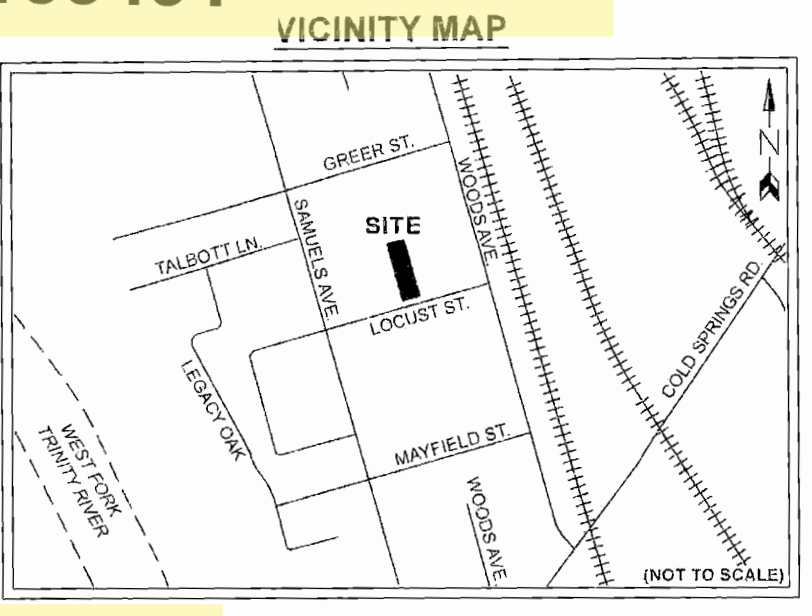 VICINITY MAP
GREER ST.
WOODS AVE.
SAMUELS AVE.
SITE
TALBOTT LN.
LOCUST ST.
LEGACY OAK
COLD SPRINGS RD.
WEST FORK
TRINITY RIVER
MAYFIELD ST.
WOODS AVE
N
(NOT TO SCALE)